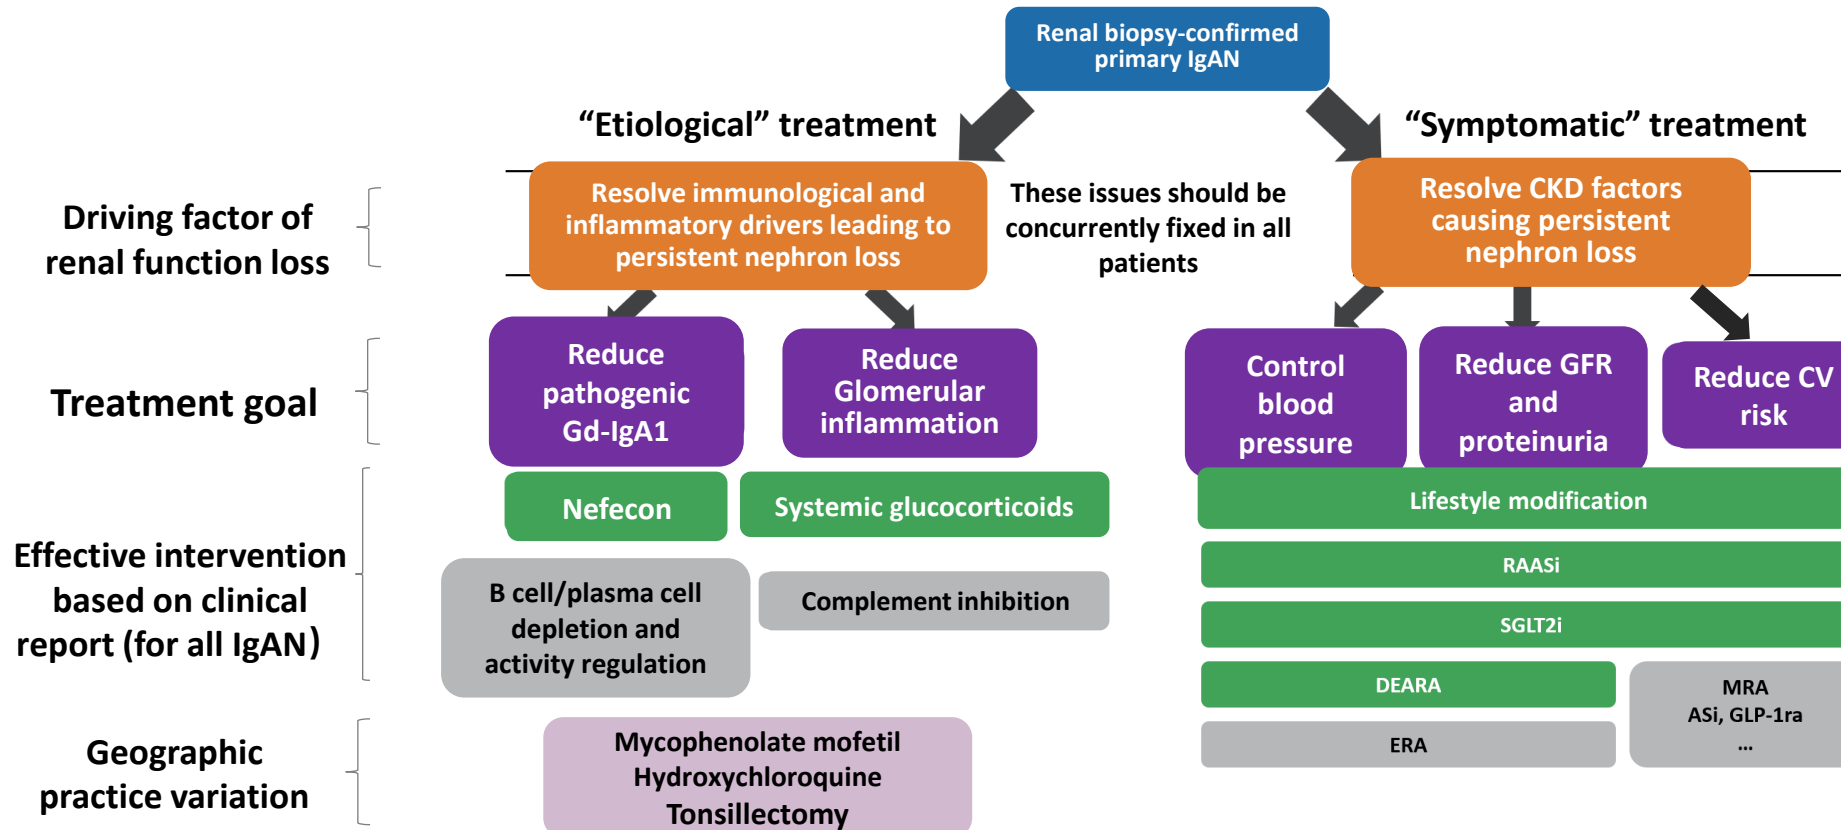 Renal biopsy-confirmed
primary IgAN
“Etiological” treatment
“Symptomatic” treatment
Driving factor of
renal function loss
Resolve immunological and
inflammatory drivers leading to
persistent nephron loss
These issues should be
concurrently fixed in all
patients
Resolve CKD factors
causing persistent
nephron loss
Treatment goal
Reduce
pathogenic
Gd-IgA1
Reduce
Glomerular
inflammation
Control
blood
pressure
Reduce GFR
and
proteinuria
Reduce CV
risk
Effective intervention
based on clinical
report (for all IgAN)
Nefecon
Systemic glucocorticoids
B cell/plasma cell
depletion and
activity regulation
Complement inhibition
Lifestyle modification
RAASi
SGLT2i
DEARA
ERA
MRA
ASi, GLP-1ra
...
Geographic
practice variation
Mycophenolate mofetil
Hydroxychloroquine
Tonsillectomy